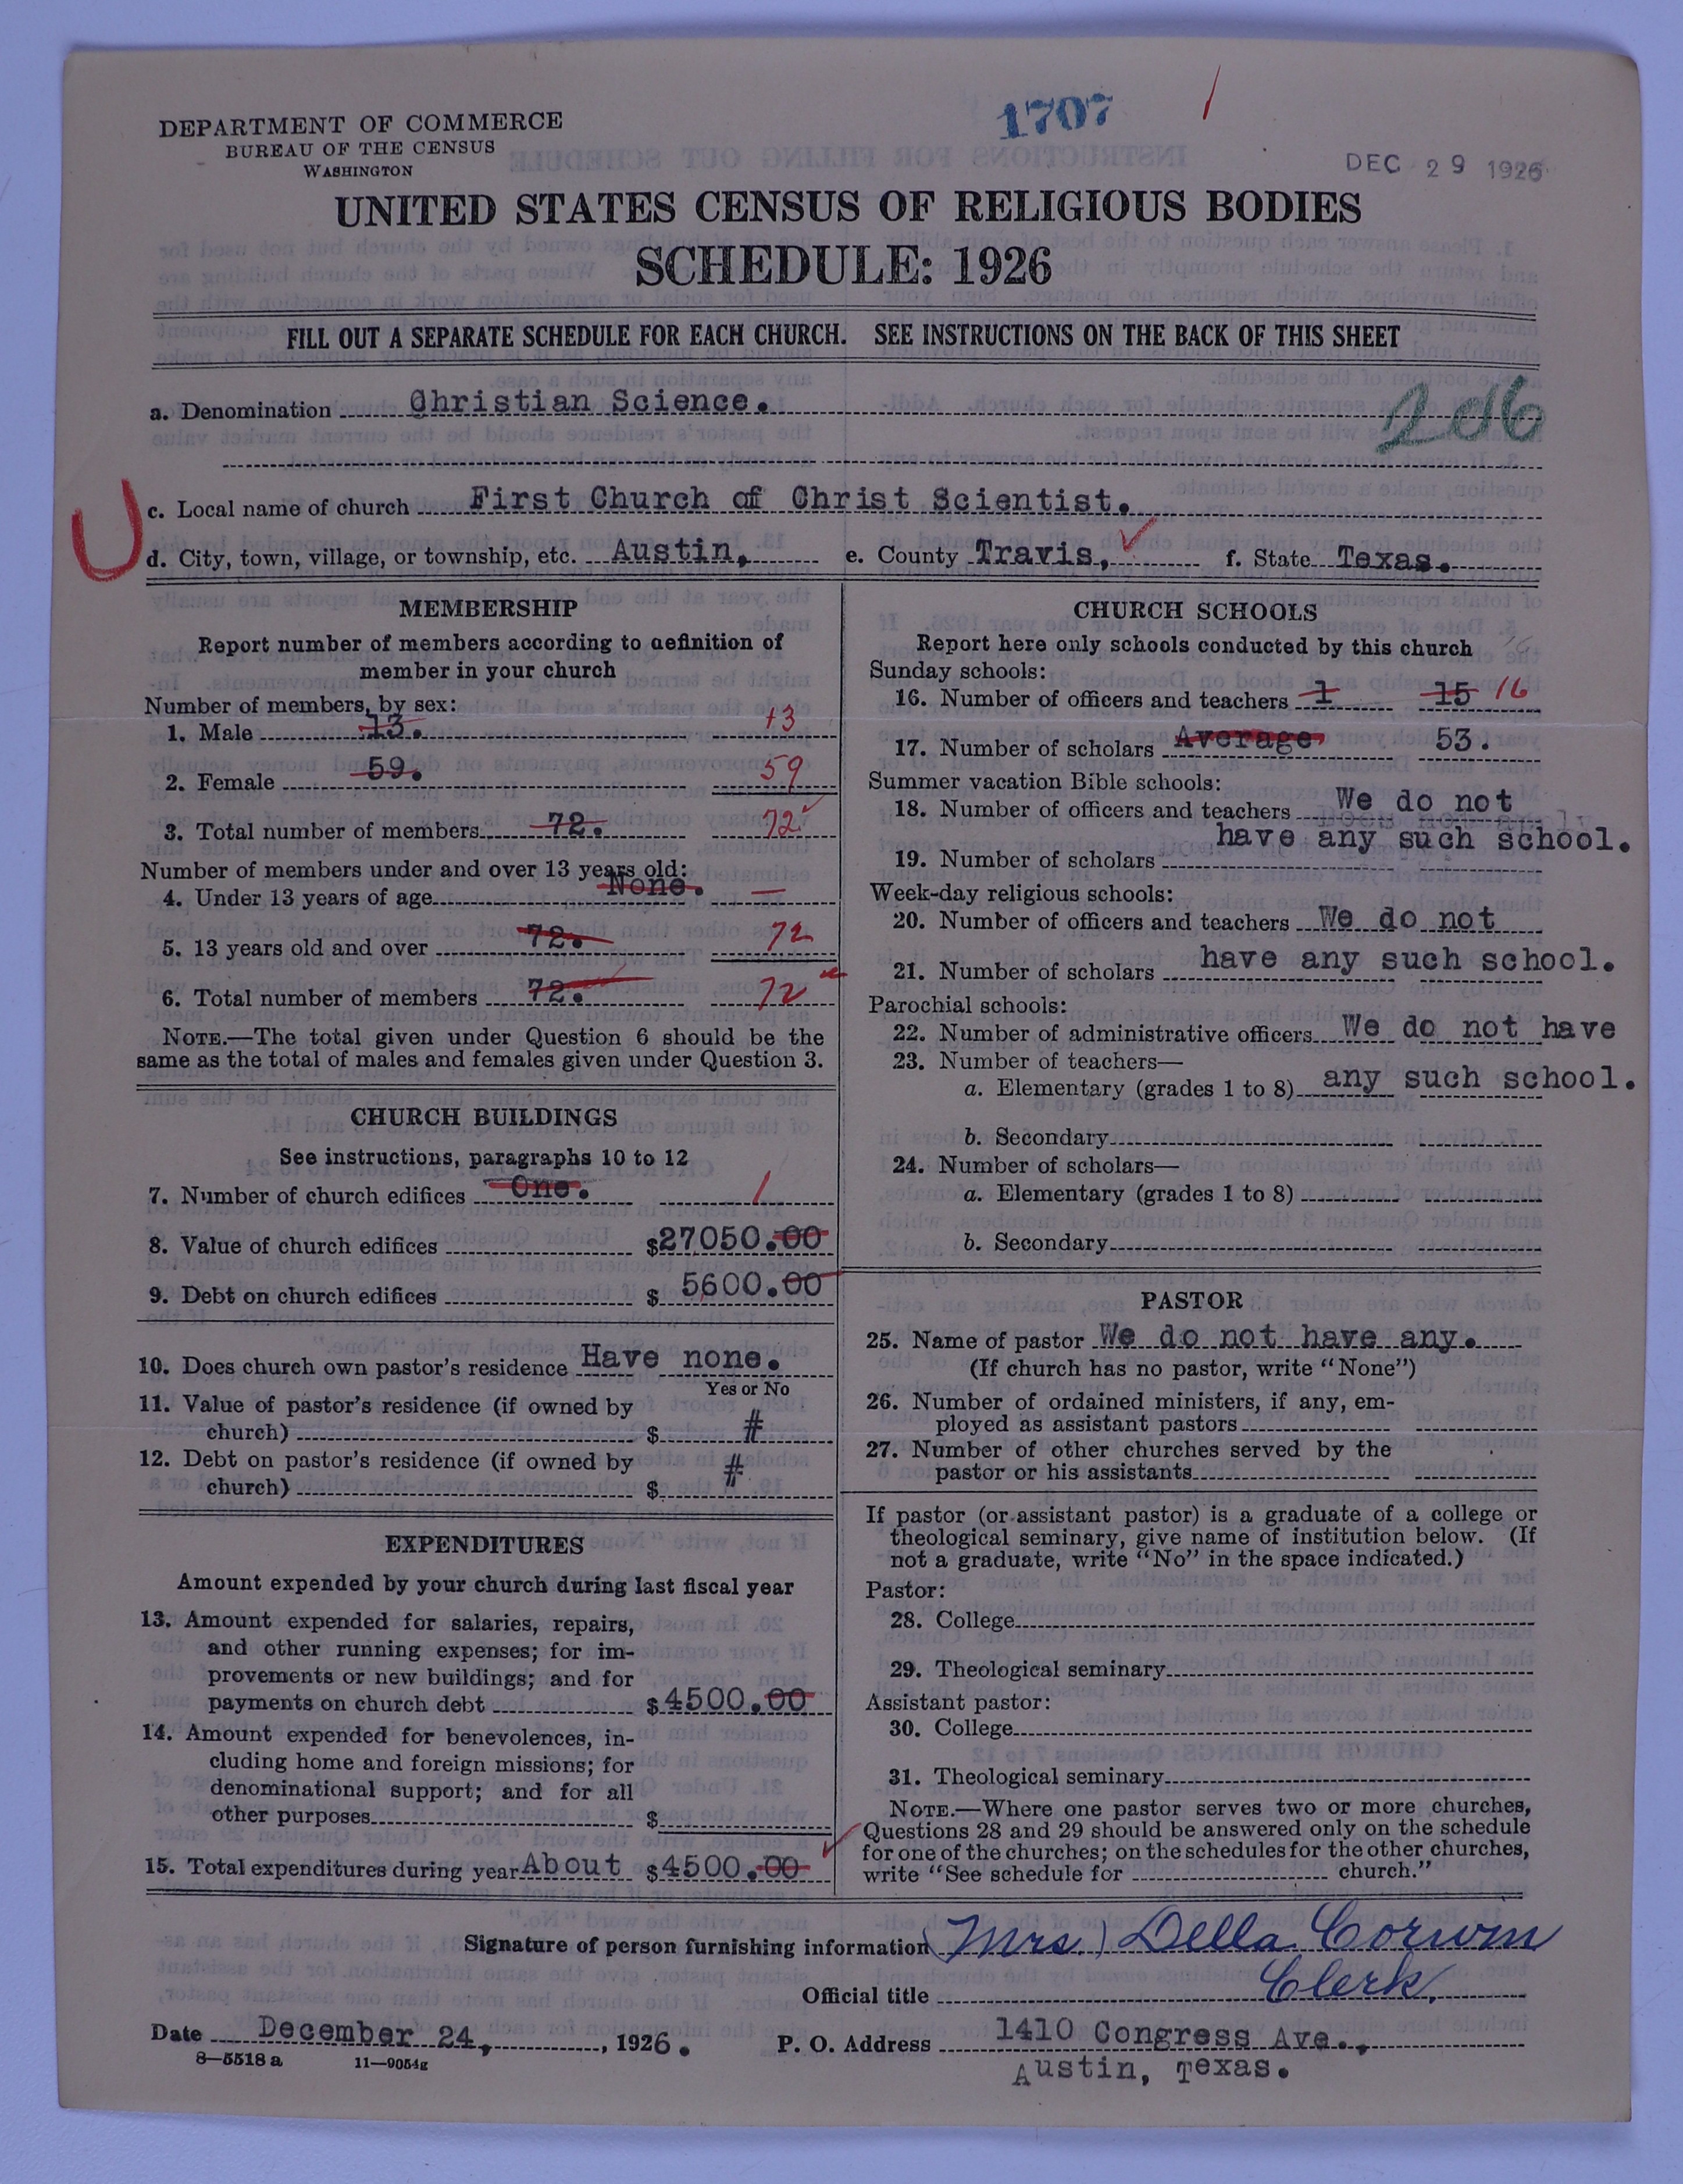 1707
DEPARTMENT OF COMMERCE
BUREAU OF THE CENSUS
WASHINGTON
DEC 29 1926
UNITED STATES CENSUS OF RELIGIOUS BODIES
SCHEDULE: 1926
FILL OUT A SEPARATE SCHEDULE FOR EACH CHURCH. SEE INSTRUCTIONS ON THE BACK OF THIS SHEET
a. Denomination Christian Science.
206
c. Local name of church First Church of Christ Scientist.
d. City, town, village, or township, etc. Austin, e. County Travis, f. State Texas.
MEMBERSHIP
Report number of members according to definition of
member in your church
Number of members, by sex:
1. Male 13. 13
2. Female 59. 59
3. Total number of members 72. 72
Number of members under and over 13 years old:
4. Under 13 years of age None. —
5. 13 years old and over 72. 72
6. Total number of members 72. 72
NOTE.—The total given under Question 6 should be the
same as the total of males and females given under Question 3.
CHURCH BUILDINGS
See instructions, paragraphs 10 to 12
7. Number of church edifices One. 1
8. Value of church edifices $27050.00
9. Debt on church edifices $ 5600.00
10. Does church own pastor's residence Have none.
Yes or No
11. Value of pastor's residence (if owned by
church) $ #
12. Debt on pastor's residence (if owned by
church) $ #
EXPENDITURES
Amount expended by your church during last fiscal year
13. Amount expended for salaries, repairs,
and other running expenses; for im-
provements or new buildings; and for
payments on church debt $4500.00
14. Amount expended for benevolences, in-
cluding home and foreign missions; for
denominational support; and for all
other purposes $
15. Total expenditures during year About $4500.00
CHURCH SCHOOLS
Report here only schools conducted by this church
Sunday schools:
16. Number of officers and teachers 1 15 16
17. Number of scholars Average, 53.
Summer vacation Bible schools:
18. Number of officers and teachers We do not
have any such school.
19. Number of scholars
Week-day religious schools:
20. Number of officers and teachers We do not
have any such school.
21. Number of scholars
Parochial schools:
22. Number of administrative officers We do not have
23. Number of teachers—
a. Elementary (grades 1 to 8) any such school.
b. Secondary
24. Number of scholars—
a. Elementary (grades 1 to 8)
b. Secondary
PASTOR
25. Name of pastor We do not have any.
(If church has no pastor, write "None")
26. Number of ordained ministers, if any, em-
ployed as assistant pastors
27. Number of other churches served by the
pastor or his assistants
If pastor (or assistant pastor) is a graduate of a college or
theological seminary, give name of institution below. (If
not a graduate, write "No" in the space indicated.)
Pastor:
28. College
29. Theological seminary
Assistant pastor:
30. College
31. Theological seminary
NOTE.—Where one pastor serves two or more churches,
Questions 28 and 29 should be answered only on the schedule
for one of the churches; on the schedules for the other churches,
write "See schedule for church."
Signature of person furnishing information (Mrs.) Della Corwin
Official title Clerk.
Date December 24, 1926. P. O. Address 1410 Congress Ave.,
8—5518 a 11—9054g
Austin, Texas.